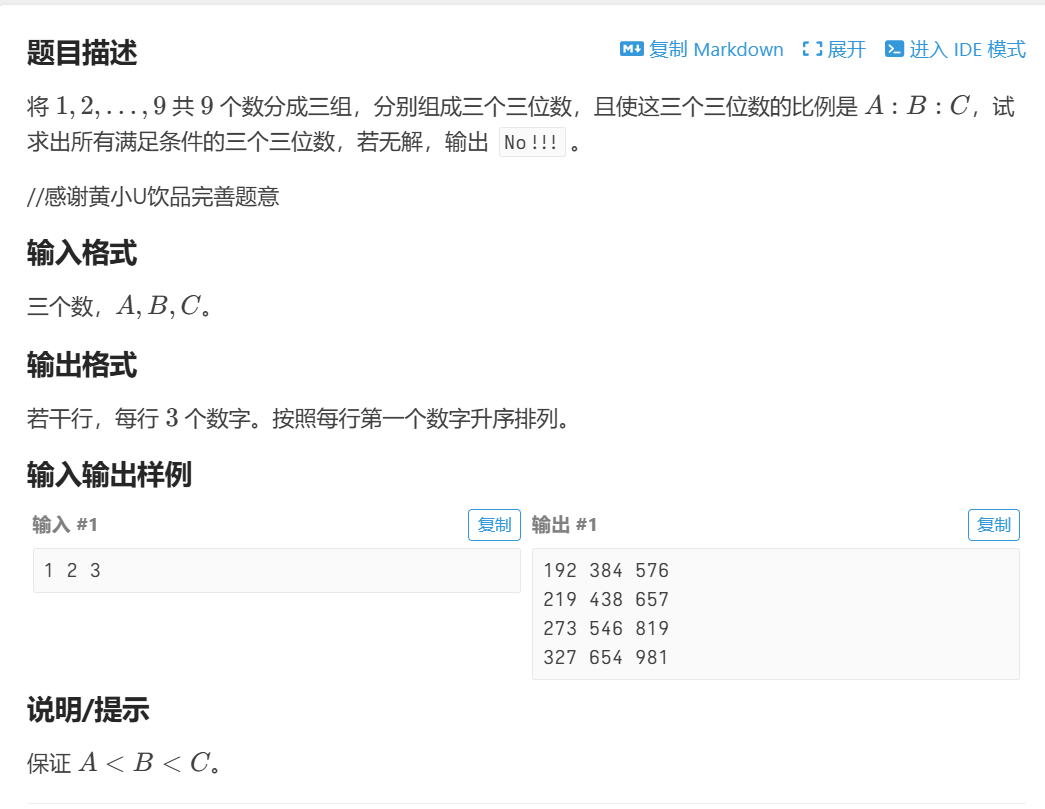 题目描述
复制 Markdown 展开 进入 IDE 模式
将 1, 2, . . . , 9 共 9 个数分成三组，分别组成三个三位数，且使这三个三位数的比例是 A : B : C，试
求出所有满足条件的三个三位数，若无解，输出 No!!! 。
//感谢黄小U饮品完善题意
输入格式
三个数，A, B, C。
输出格式
若干行，每行 3 个数字。按照每行第一个数字升序排列。
输入输出样例
输入 #1
复制
1 2 3
输出 #1
复制
192 384 576
219 438 657
273 546 819
327 654 981
说明/提示
保证 A < B < C。